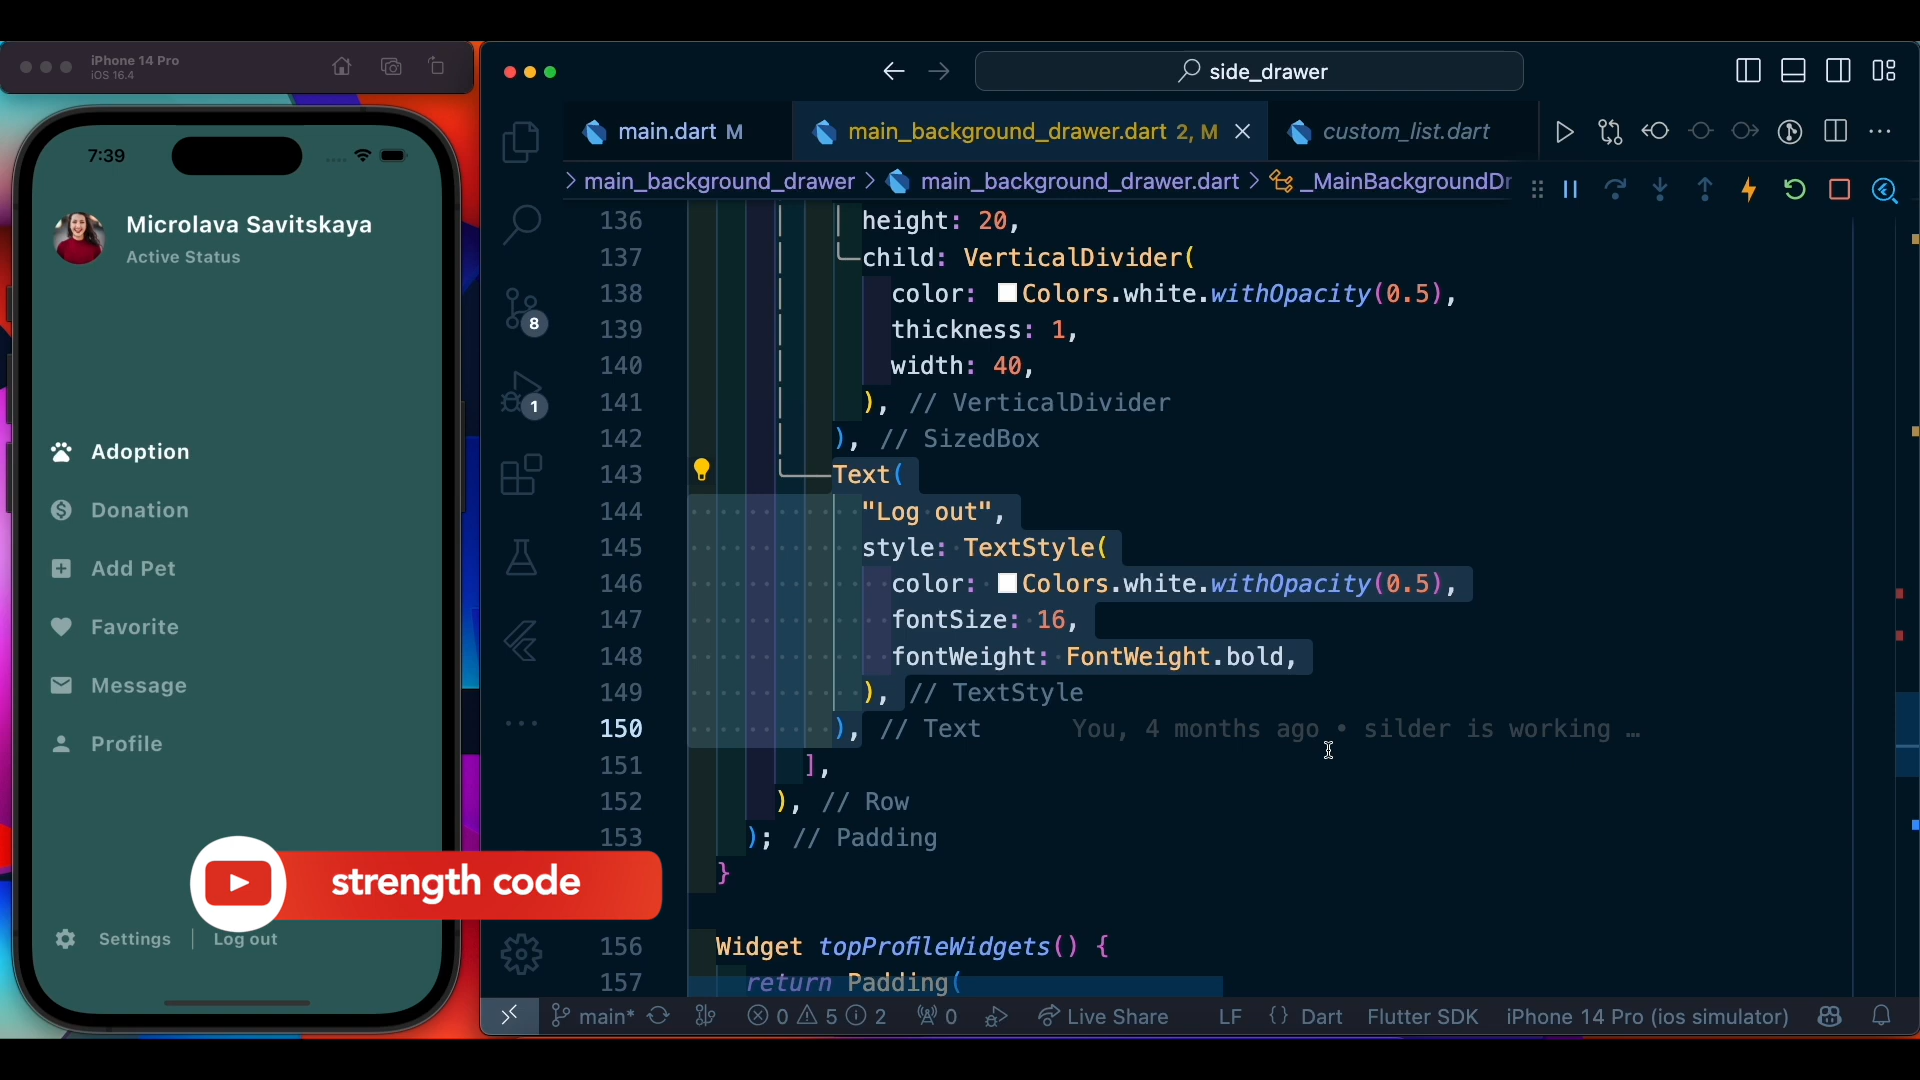 iPhone 14 Pro
iOS 16.4
7:39
Microlava Savitskaya
Active Status
Adoption
Donation
Add Pet
Favorite
Message
Profile
Settings
Log out
strength code
side_drawer
main.dart M
main_background_drawer.dart 2, M
custom_list.dart
main_background_drawer > main_background_drawer.dart > _MainBackgroundDr
8
1
136 height: 20,
137 child: VerticalDivider(
138 color: Colors.white.withOpacity(0.5),
139 thickness: 1,
140 width: 40,
141 ), // VerticalDivider
142 ), // SizedBox
143 Text(
144 "Log out",
145 style: TextStyle(
146 color: Colors.white.withOpacity(0.5),
147 fontSize: 16,
148 fontWeight: FontWeight.bold,
149 ), // TextStyle
150 ), // Text You, 4 months ago • silder is working …
151 ],
152 ), // Row
153 ); // Padding
}
156 Widget topProfileWidgets() {
157 return Padding(
main* 0 5 2 0 Live Share LF {} Dart Flutter SDK iPhone 14 Pro (ios simulator)